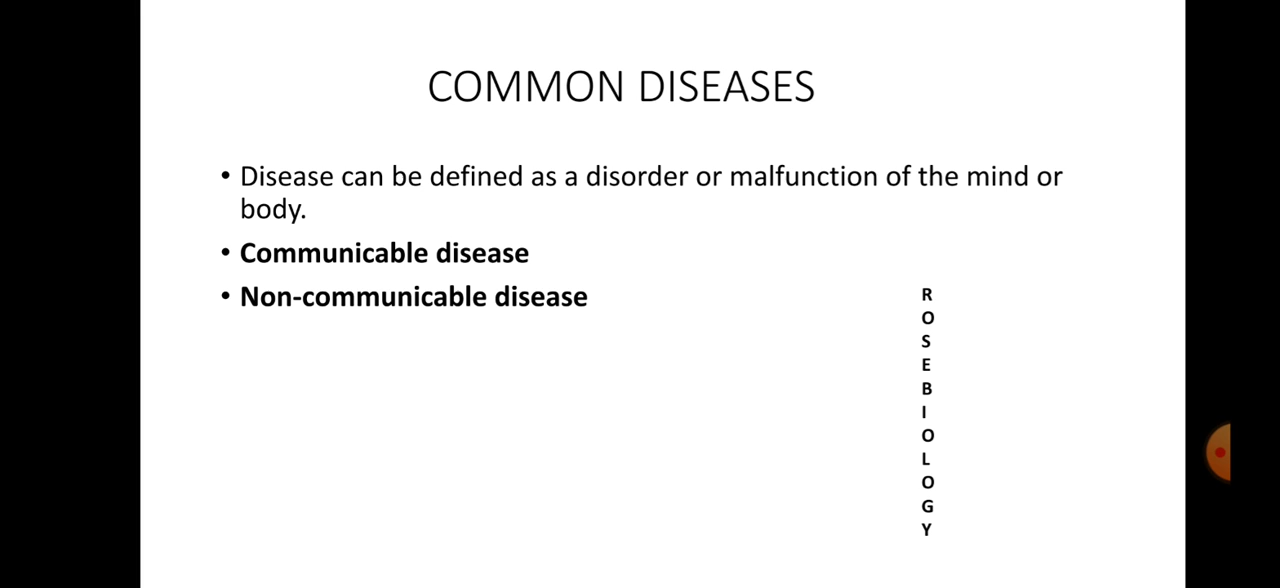 COMMON DISEASES
• Disease can be defined as a disorder or malfunction of the mind or
body.
• Communicable disease
• Non-communicable disease
R
O
S
E
B
I
O
L
O
G
Y